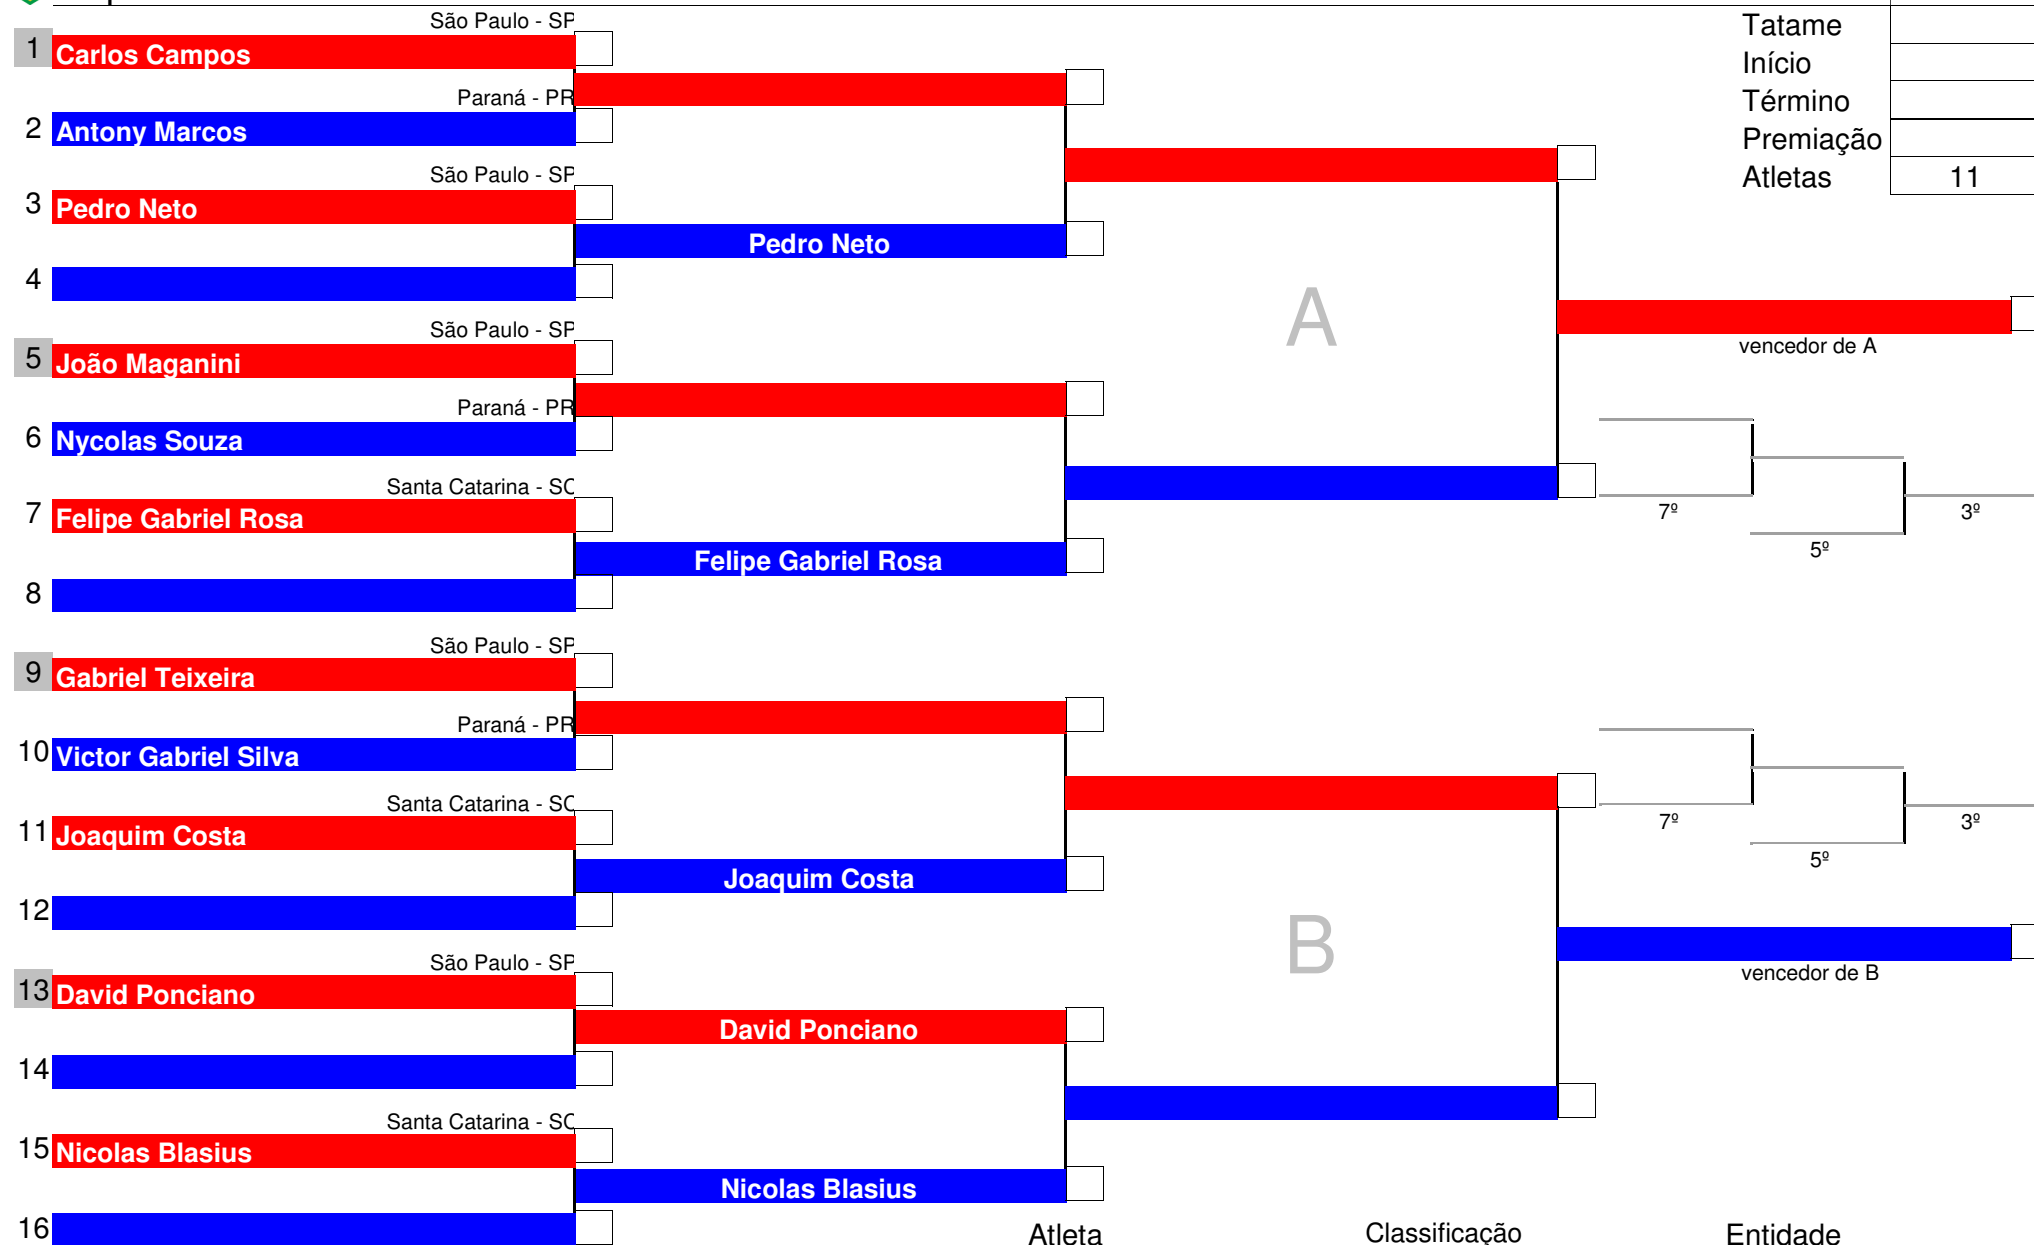 São Paulo - SP
1 Carlos Campos
Paraná - PR
2 Antony Marcos
São Paulo - SP
3 Pedro Neto
Pedro Neto
4
São Paulo - SP
5 João Maganini
Paraná - PR
6 Nycolas Souza
Santa Catarina - SC
7 Felipe Gabriel Rosa
Felipe Gabriel Rosa
8
São Paulo - SP
9 Gabriel Teixeira
Paraná - PR
10 Victor Gabriel Silva
Santa Catarina - SC
11 Joaquim Costa
Joaquim Costa
12
São Paulo - SP
13 David Ponciano
David Ponciano
14
Santa Catarina - SC
15 Nicolas Blasius
Nicolas Blasius
16
A
B
Tatame
Início
Término
Premiação
Atletas 11
vencedor de A
7º
5º
3º
7º
5º
3º
vencedor de B
Atleta Classificação Entidade